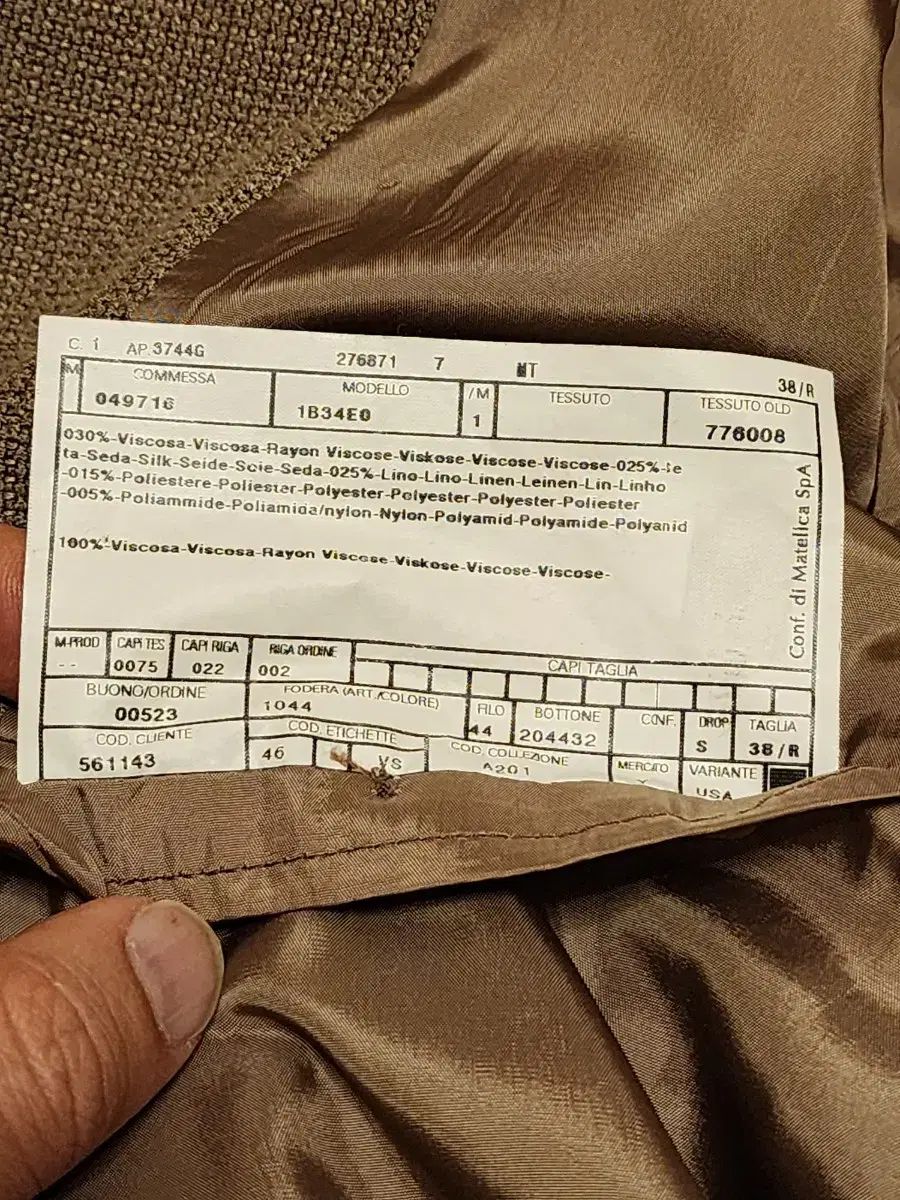 C. 1 AP.3744G 276871 7 38/R
M COMMESSA MODELLO /M TESSUTO TESSUTO OLD
049716 1B34E0 1 776008
030%-Viscosa-Viscosa-Rayon Viscose-Viskose-Viscose-Viscose-025%-Se
ta-Seda-Silk-Seide-Soie-Seda-025%-Lino-Lino-Linen-Leinen-Lin-Linho
-015%-Poliestere-Poliester-Polyester-Polyester-Polyester-Poliester
-005%-Poliammide-Poliamida/nylon-Nylon-Polyamid-Polyamide-Polyanid
100%-Viscosa-Viscosa-Rayon Viscose-Viskose-Viscose-Viscose-
Conf. di Matelica SpA
M-PROD CAPI TES CAPI RIGA RIGA ORDINE CAPI TAGLIA
-- 0075 022 002
BUONO/ORDINE FODERA (ART./COLORE) FILO BOTTONE CONF. DROP TAGLIA
00523 1044 44 204432 S 38/R
COD. CLIENTE COD. ETICHETTE COD. COLLEZIONE MERCATO VARIANTE
561143 46 VS A201 USA